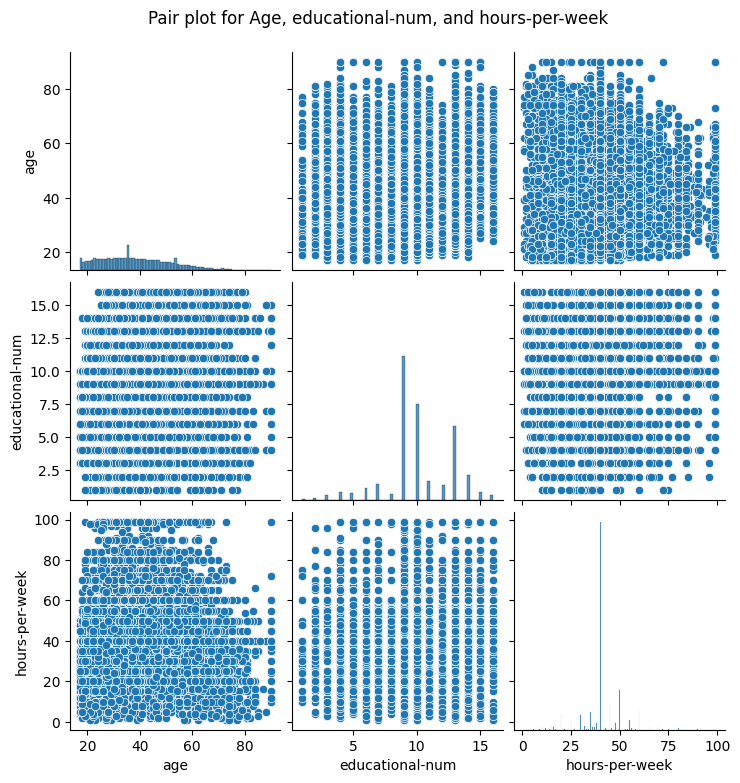 Pair plot for Age, educational-num, and hours-per-week
80
60
40
20
age
15.0
12.5
10.0
7.5
5.0
2.5
educational-num
100
80
60
40
20
0
hours-per-week
20 40 60 80
age
5 10 15
educational-num
0 25 50 75 100
hours-per-week